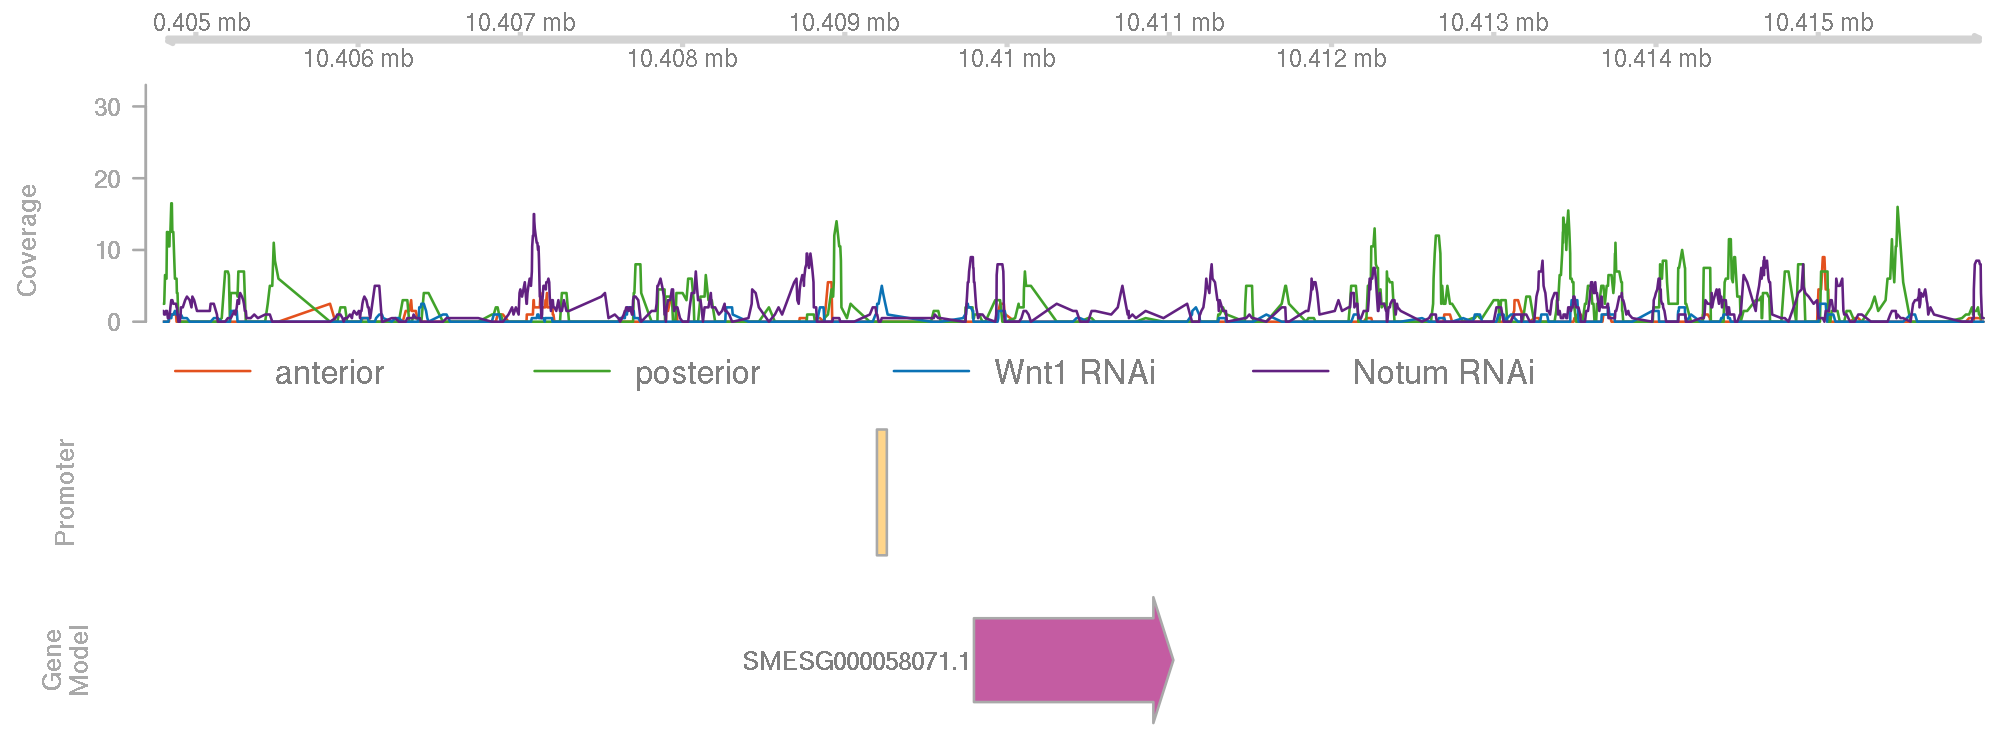 0.405 mb 10.407 mb 10.409 mb 10.411 mb 10.413 mb 10.415 mb
10.406 mb 10.408 mb 10.41 mb 10.412 mb 10.414 mb
30
20
10
0
Coverage
anterior posterior Wnt1 RNAi Notum RNAi
Promoter
Gene
Model
SMESG000058071.1